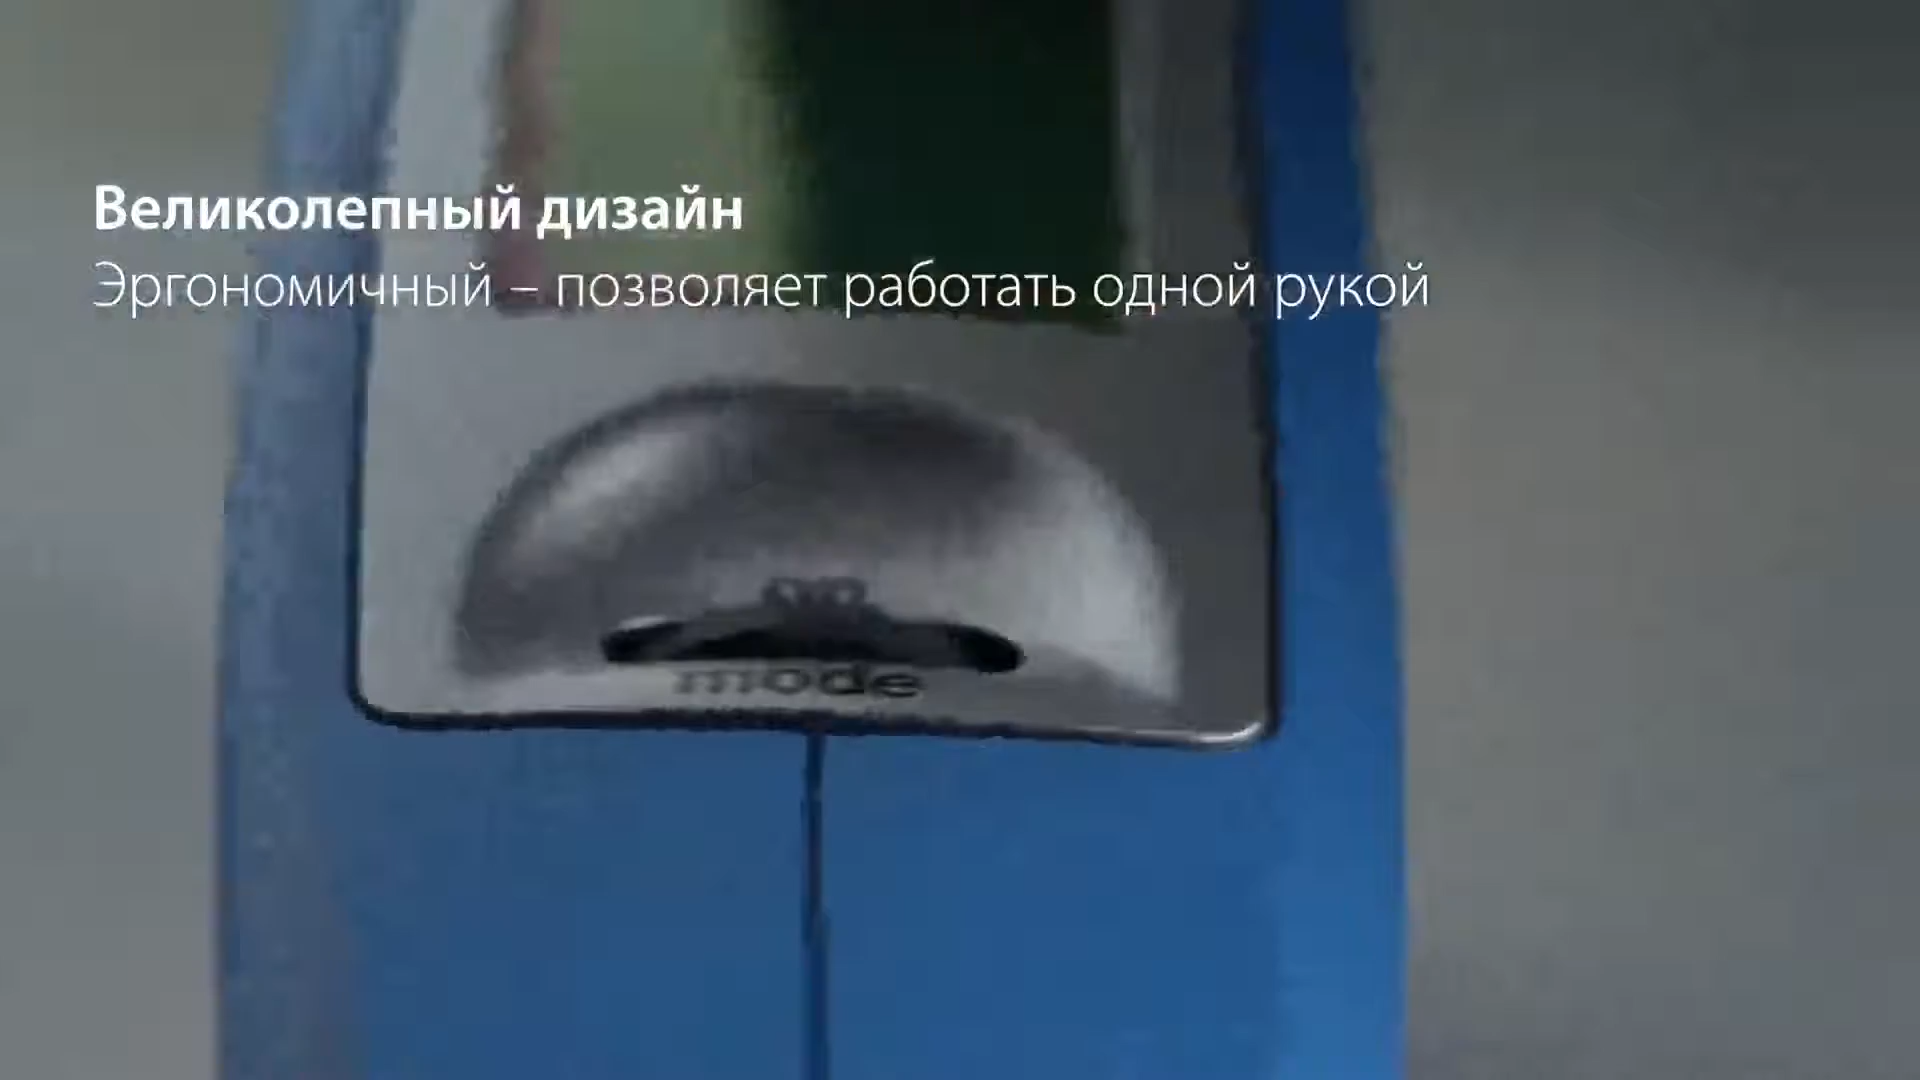 Великолепный дизайн
Эргономичный – позволяет работать одной рукой
mode